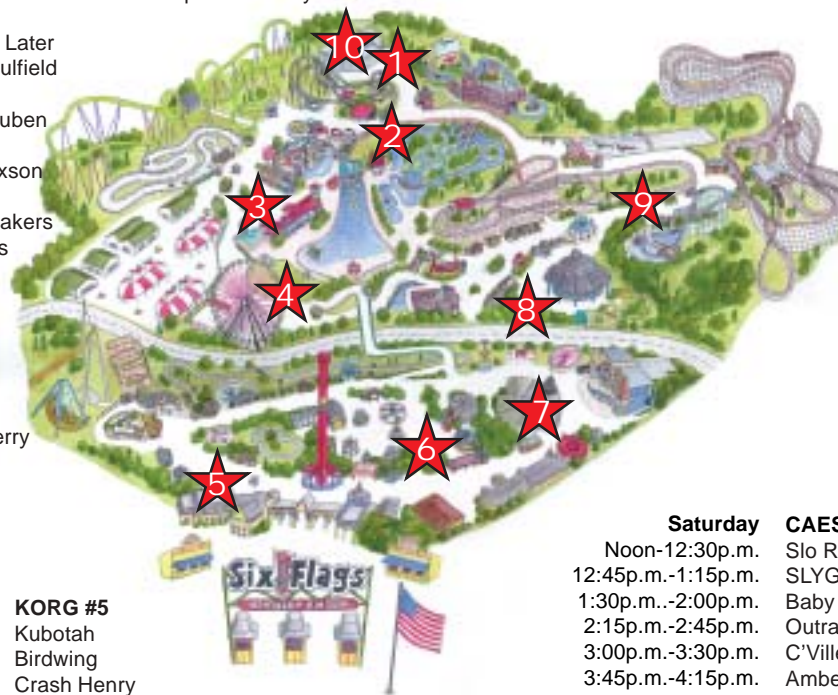 Later
ulfield
uben
xson
akers
s
erry
10
1
2
3
9
4
8
7
6
5
Six Flags
KORG #5
Kubotah
Birdwing
Crash Henry
Saturday CAES
Noon-12:30p.m. Slo R
12:45p.m.-1:15p.m. SLYG
1:30p.m..-2:00p.m. Baby
2:15p.m.-2:45p.m. Outra
3:00p.m.-3:30p.m. C'Ville
3:45p.m.-4:15p.m. Ambe